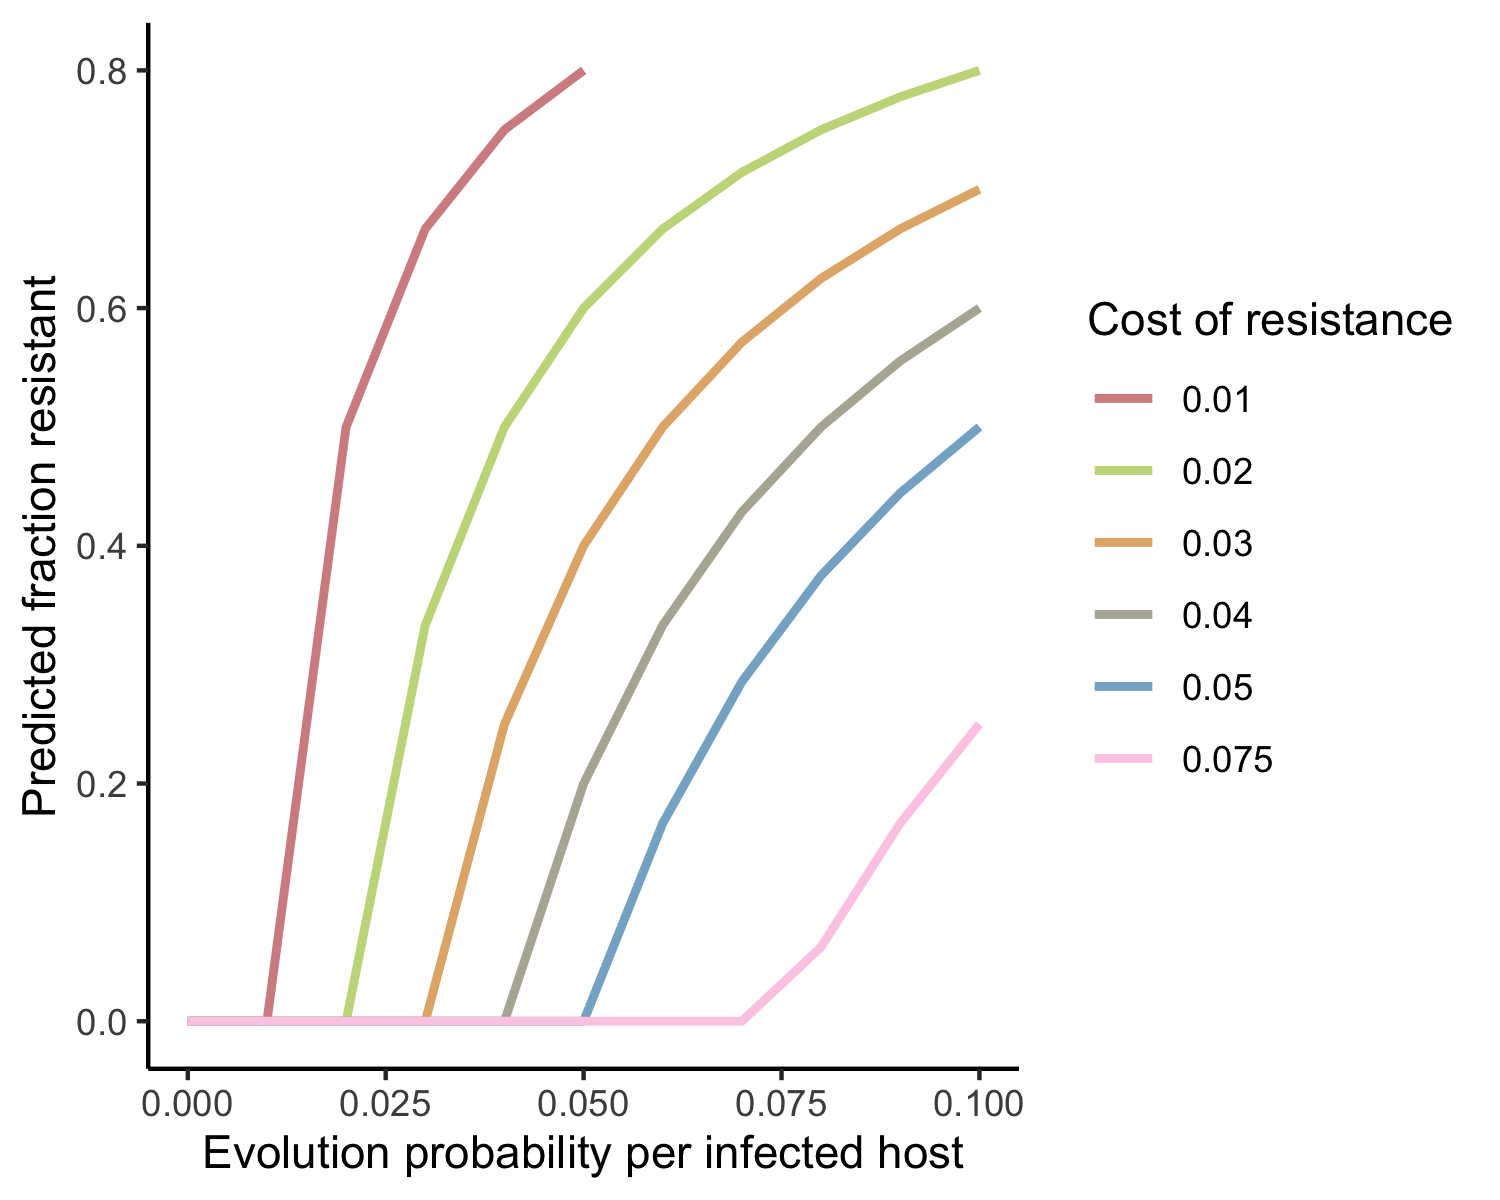 Predicted fraction resistant
0.8
0.6
0.4
0.2
0.0
0.000 0.025 0.050 0.075 0.100
Evolution probability per infected host
Cost of resistance
0.01
0.02
0.03
0.04
0.05
0.075